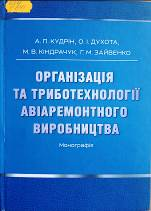 А. П. КУДРІН, О. І. ДУХОТА,
М. В. КІНДРАЧУК, Г. М. ЗАЙВЕНКО
ОРГАНІЗАЦІЯ
ТА ТРИБОТЕХНОЛОГІЇ
АВІАРЕМОНТНОГО
ВИРОБНИЦТВА
Монографія